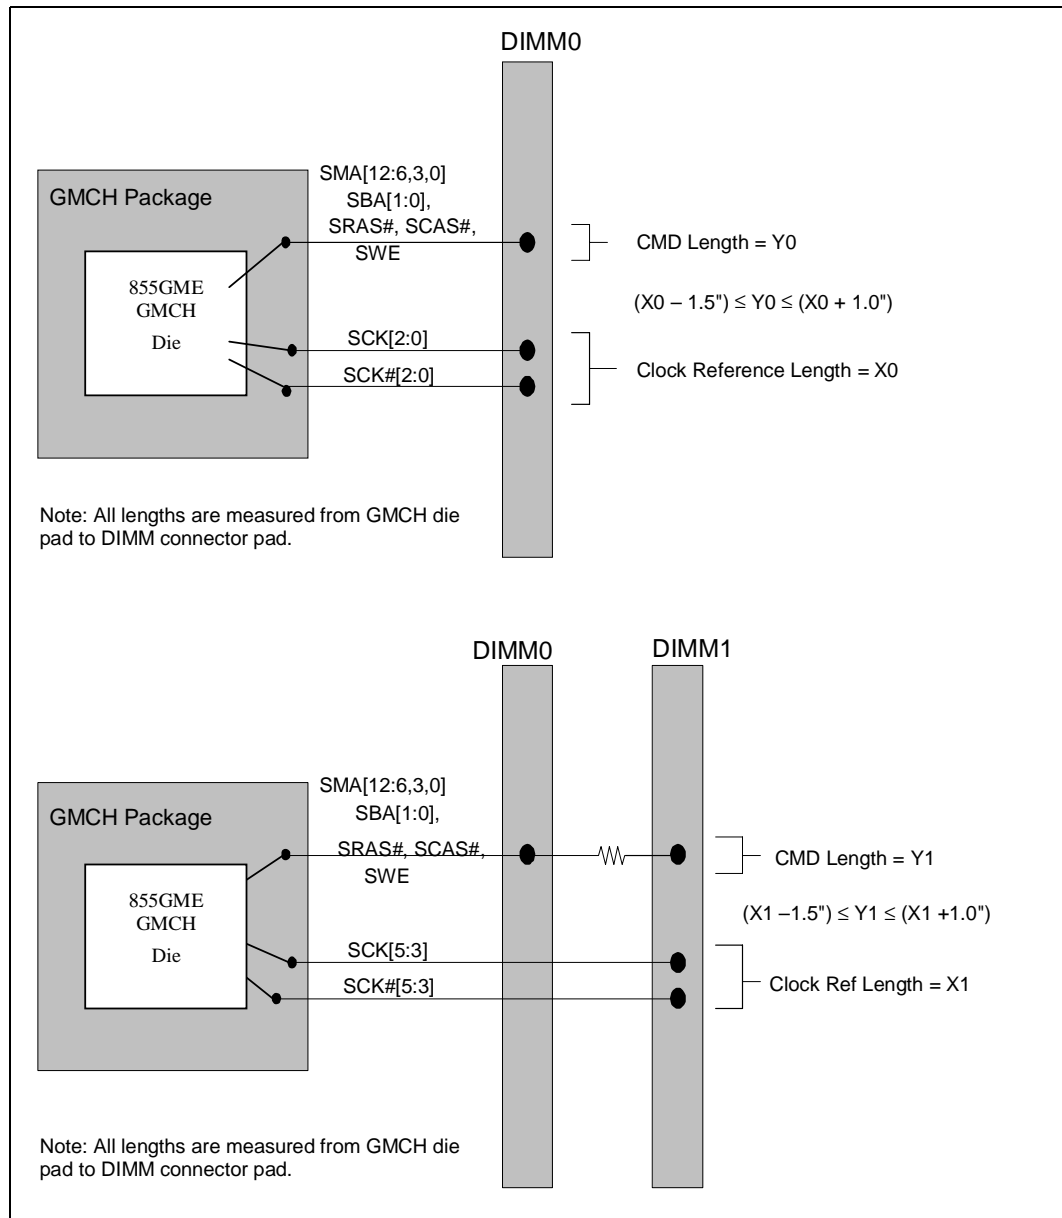 DIMM0
SMA[12:6,3,0]
SBA[1:0],
SRAS#, SCAS#,
SWE
GMCH Package
855GME
GMCH
Die
CMD Length = Y0
(X0 – 1.5") ≤ Y0 ≤ (X0 + 1.0")
SCK[2:0]
SCK#[2:0]
Clock Reference Length = X0
Note: All lengths are measured from GMCH die
pad to DIMM connector pad.
DIMM0
DIMM1
SMA[12:6,3,0]
SBA[1:0],
SRAS#, SCAS#,
SWE
GMCH Package
855GME
GMCH
Die
CMD Length = Y1
(X1 –1.5") ≤ Y1 ≤ (X1 +1.0")
SCK[5:3]
SCK#[5:3]
Clock Ref Length = X1
Note: All lengths are measured from GMCH die
pad to DIMM connector pad.